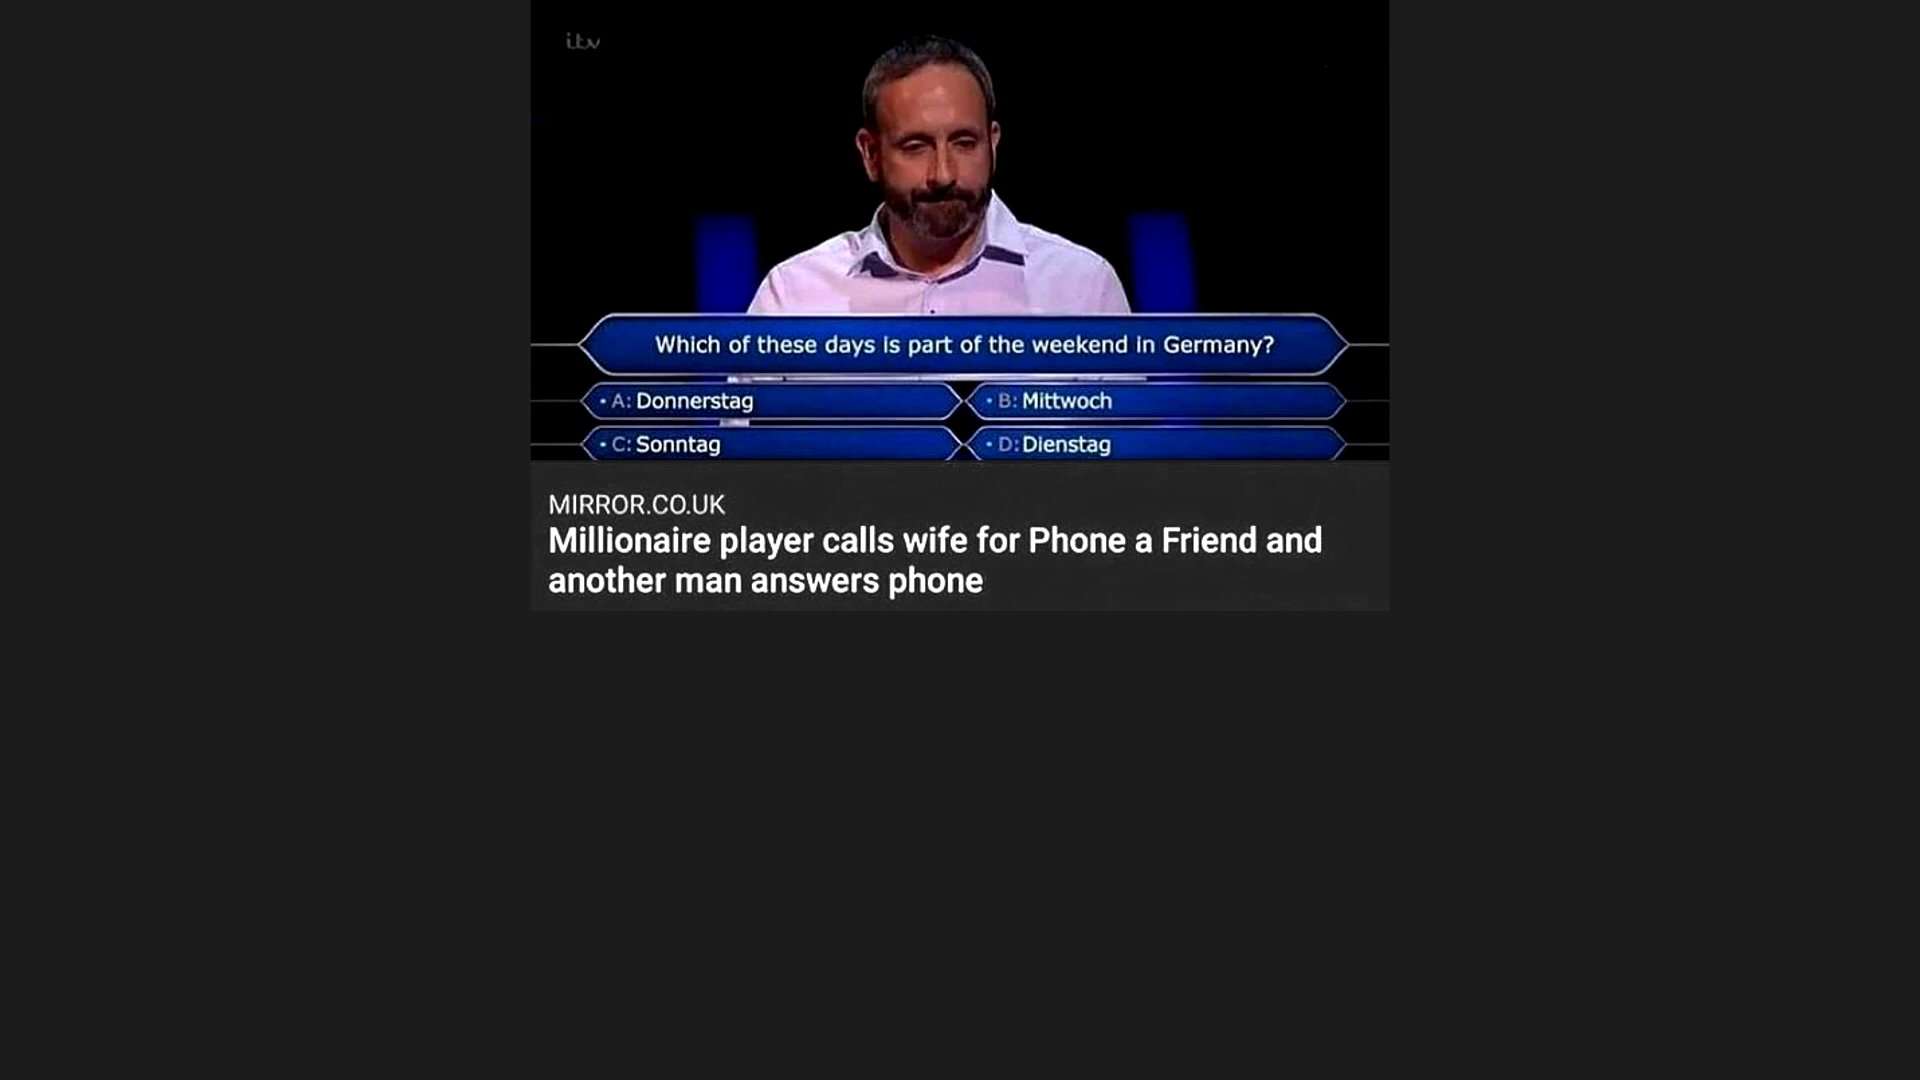 itv
Which of these days is part of the weekend in Germany?
• A: Donnerstag
• B: Mittwoch
• C: Sonntag
• D: Dienstag
MIRROR.CO.UK
Millionaire player calls wife for Phone a Friend and
another man answers phone